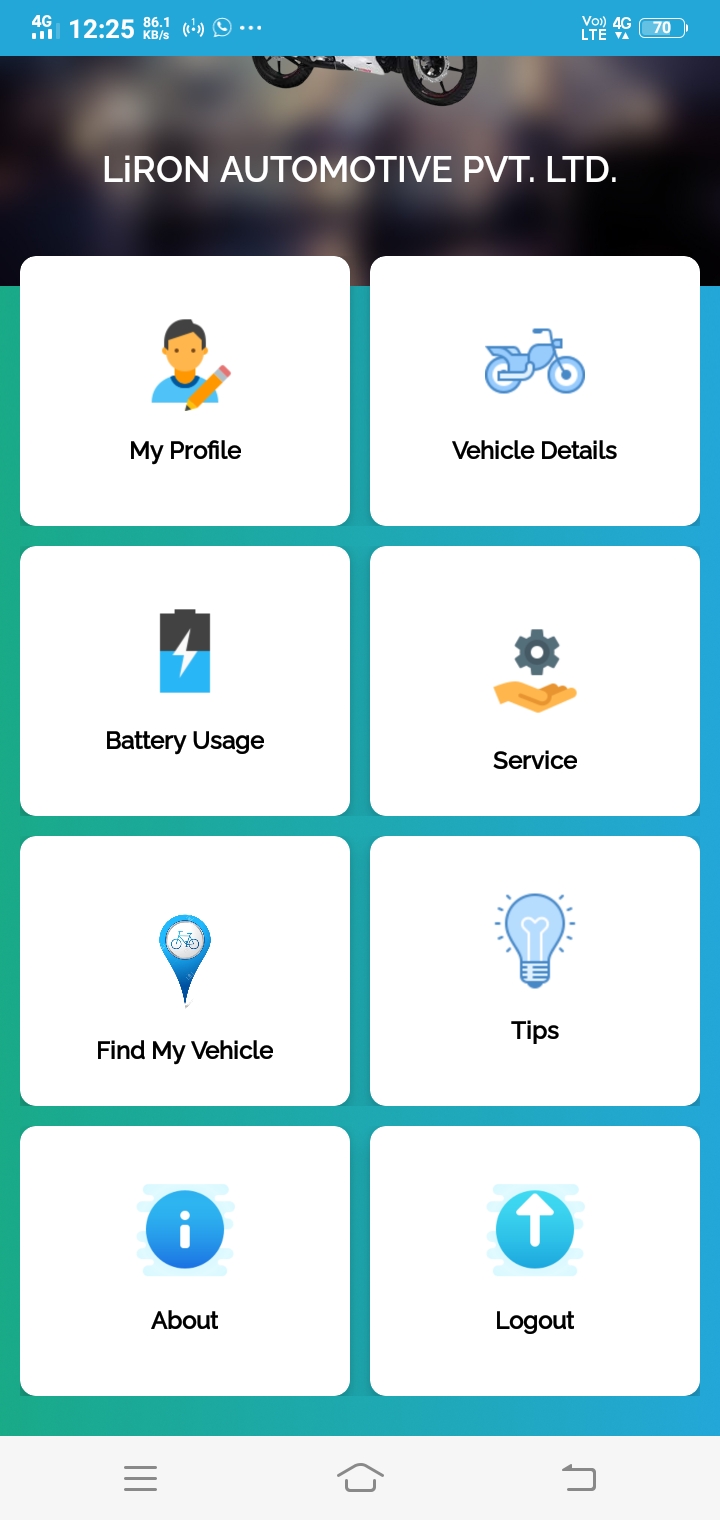 4G 12:25 86.1 KB/s Vo)) LTE 4G 70
LiRON AUTOMOTIVE PVT. LTD.
My Profile
Vehicle Details
Battery Usage
Service
Find My Vehicle
Tips
About
Logout